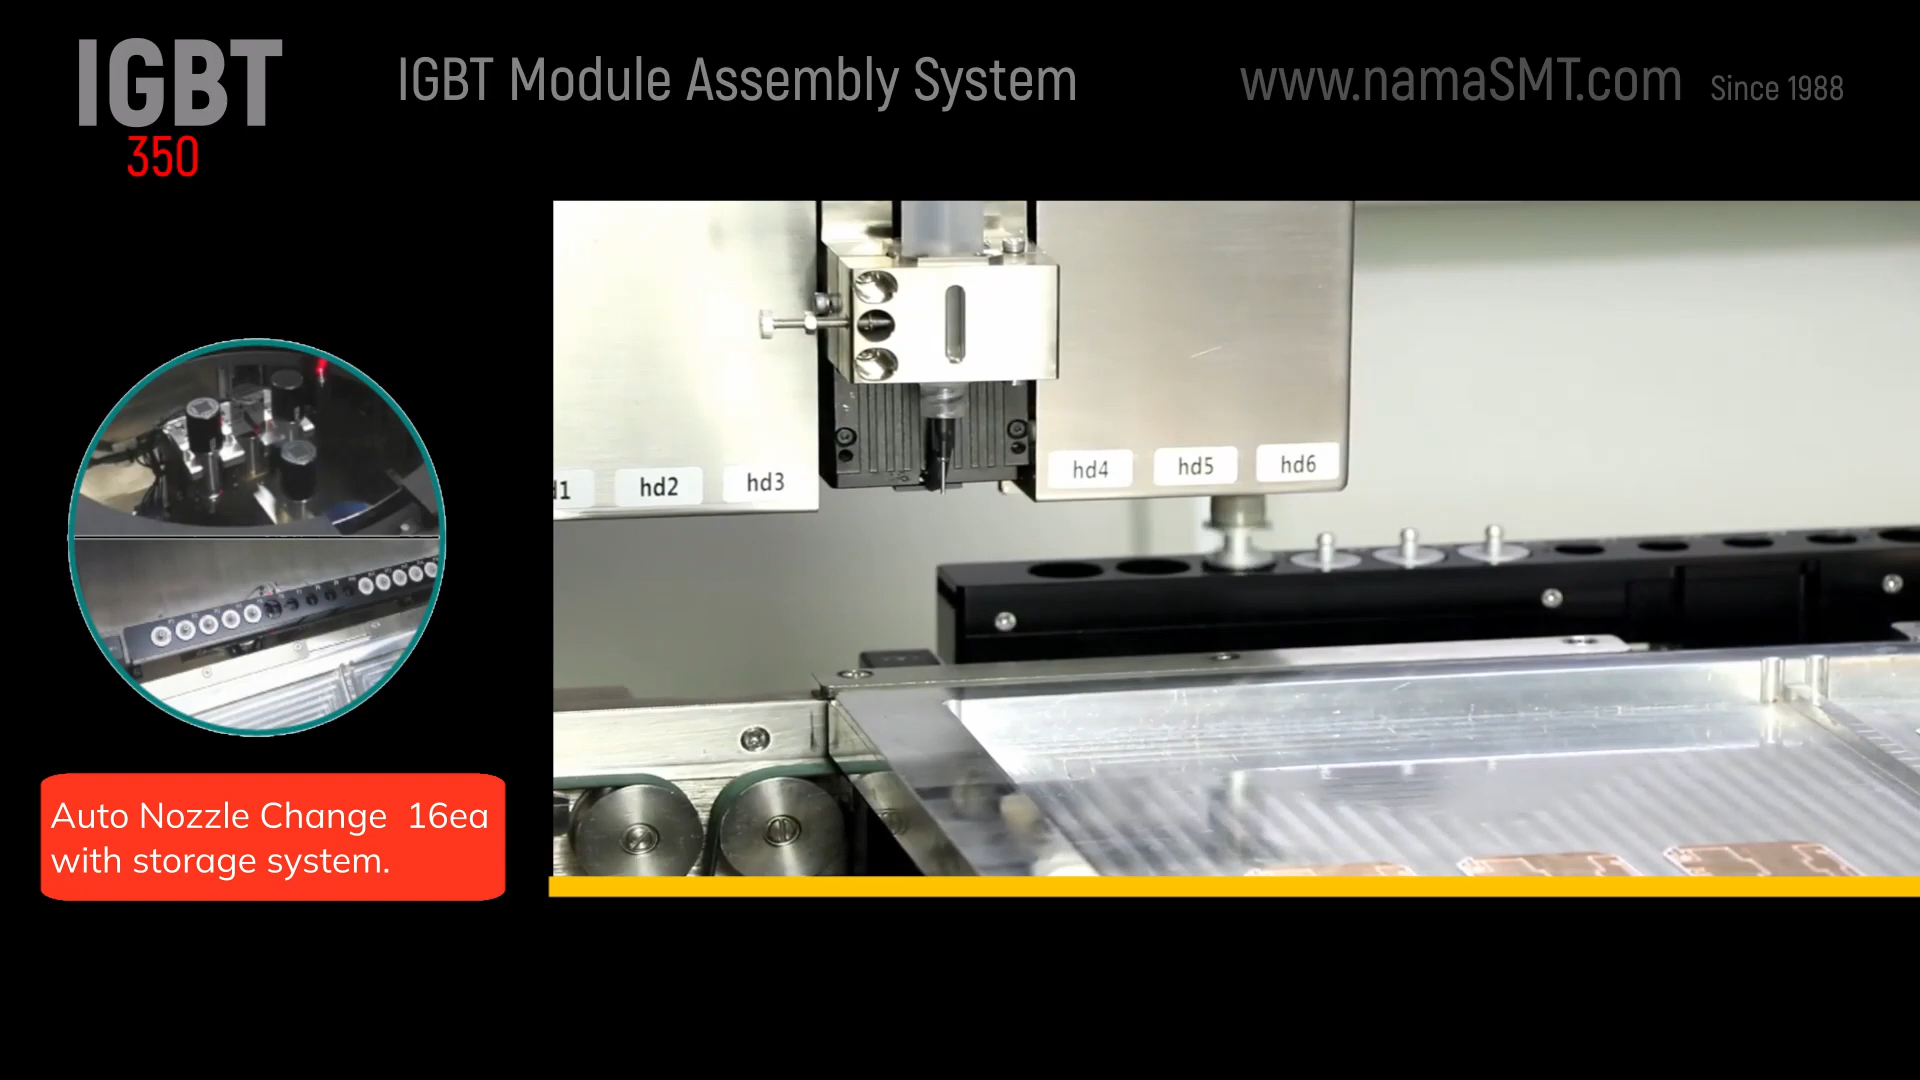 IGBT
350
IGBT Module Assembly System
www.namaSMT.com Since 1988
hd2
hd3
hd4
hd5
hd6
Auto Nozzle Change 16ea
with storage system.